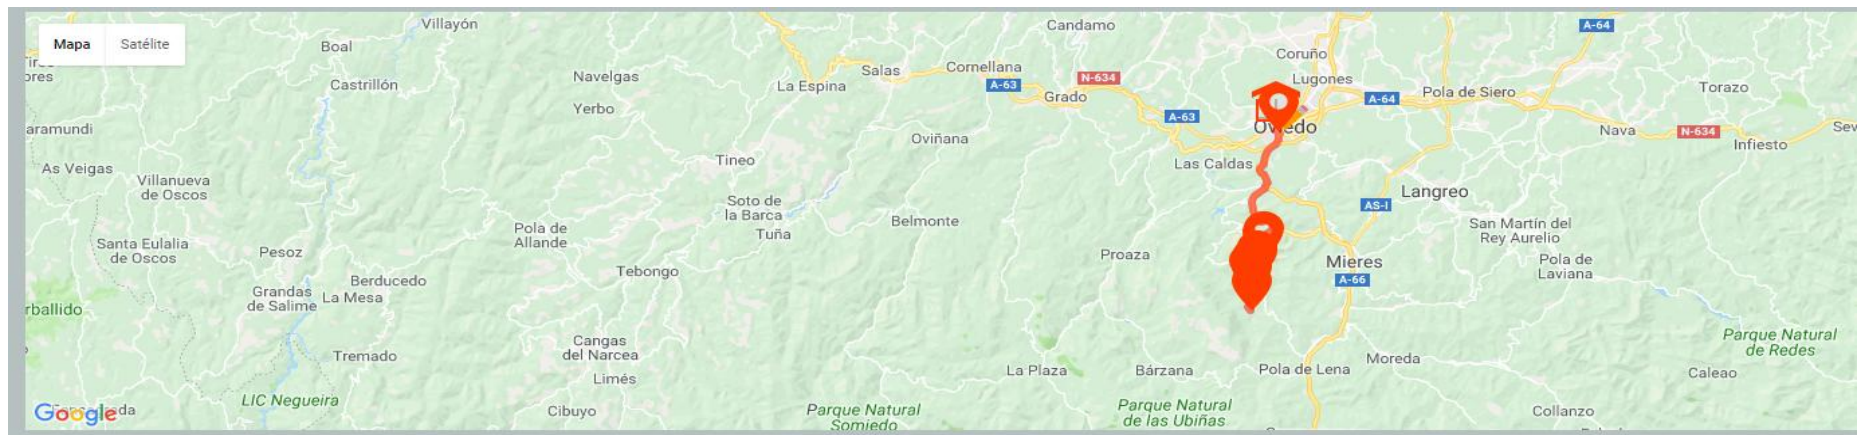 Mapa
Satélite
Villayón
Boal
Castrillón
Navelgas
Yerbo
La Espina
Salas
Cornellana
A-63
N-634
Grado
Candamo
Coruño
Lugones
A-64
A-64
Pola de Siero
Torazo
A-63
Oviedo
Nava
N-634
Infiesto
Oviñana
Tineo
Las Caldas
As Veigas
Villanueva
de Oscos
Langreo
AS-I
Soto de
la Barca
Tuña
Belmonte
San Martín del
Rey Aurelio
Pola de
Allande
Santa Eulalia
de Oscos
Pesoz
Proaza
Mieres
A-66
Pola de
Laviana
Tebongo
Berducedo
Grandas
de Salime
La Mesa
Parque Natural
de Redes
Cangas
del Narcea
Tremado
Limés
La Plaza
Bárzana
Pola de Lena
Moreda
Caleao
LIC Negueira
Google
Cibuyo
Parque Natural
Somiedo
Parque Natural
de las Ubiñas
Collanzo